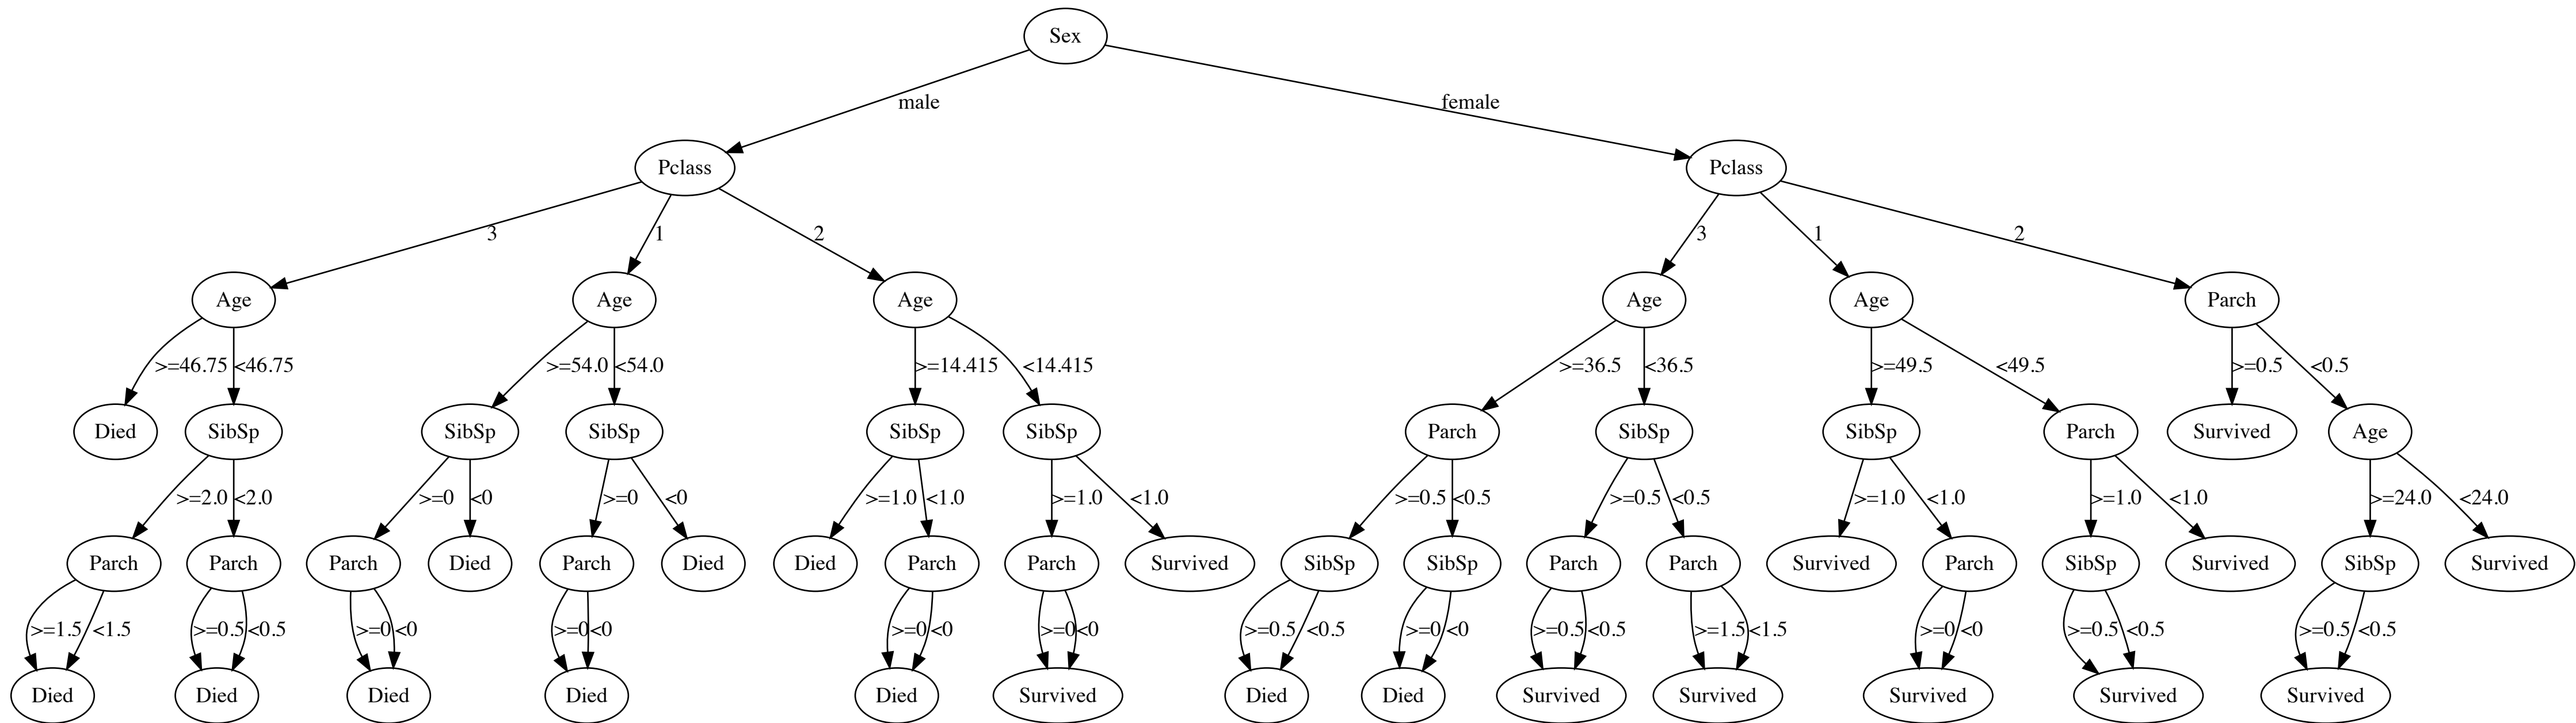 Sex
male female
Pclass Pclass
3 1 2 3 1 2
Age Age Age Age Age Parch
>=46.75 <46.75 >=54.0 <54.0 >=14.415 <14.415 >=36.5 <36.5 >=49.5 <49.5 >=0.5 <0.5
Died SibSp SibSp SibSp SibSp SibSp Parch SibSp SibSp Parch Survived Age
>=2.0 <2.0 >=0 <0 >=0 <0 >=1.0 <1.0 >=1.0 <1.0 >=0.5 <0.5 >=0.5 <0.5 >=1.0 <1.0 >=1.0 <1.0 >=24.0 <24.0
Parch Parch Parch Died Parch Died Died Parch Parch Survived SibSp SibSp Parch Parch Survived Parch SibSp Survived SibSp Survived
>=1.5 <1.5 >=0.5 <0.5 >=0 <0 >=0 <0 >=0 <0 >=0 <0 >=0.5 <0.5 >=0 <0 >=0.5 <0.5 >=1.5 <1.5 >=0 <0 >=0.5 <0.5 >=0.5 <0.5
Died Died Died Died Died Survived Died Died Survived Survived Survived Survived Survived